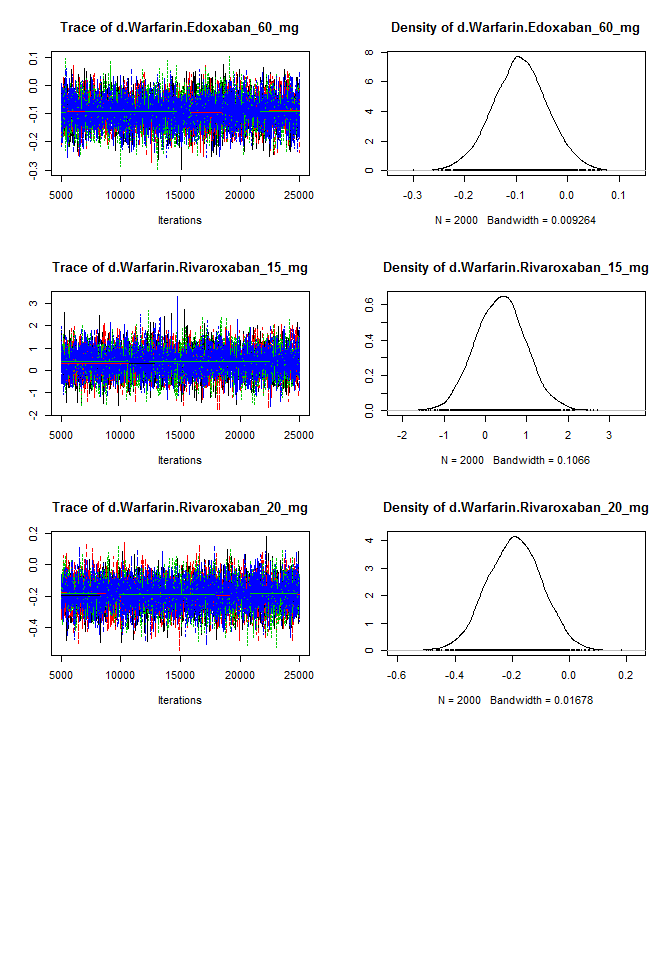 Trace of d.Warfarin.Edoxaban_60_mg
0.1
0.0
-0.1
-0.2
-0.3
5000 10000 15000 20000 25000
Iterations
Density of d.Warfarin.Edoxaban_60_mg
8
6
4
2
0
-0.3 -0.2 -0.1 0.0 0.1
N = 2000 Bandwidth = 0.009264
Trace of d.Warfarin.Rivaroxaban_15_mg
3
2
1
0
-1
-2
5000 10000 15000 20000 25000
Iterations
Density of d.Warfarin.Rivaroxaban_15_mg
0.6
0.4
0.2
0.0
-2 -1 0 1 2 3
N = 2000 Bandwidth = 0.1066
Trace of d.Warfarin.Rivaroxaban_20_mg
0.2
0.0
-0.2
-0.4
5000 10000 15000 20000 25000
Iterations
Density of d.Warfarin.Rivaroxaban_20_mg
4
3
2
1
0
-0.6 -0.4 -0.2 0.0 0.2
N = 2000 Bandwidth = 0.01678